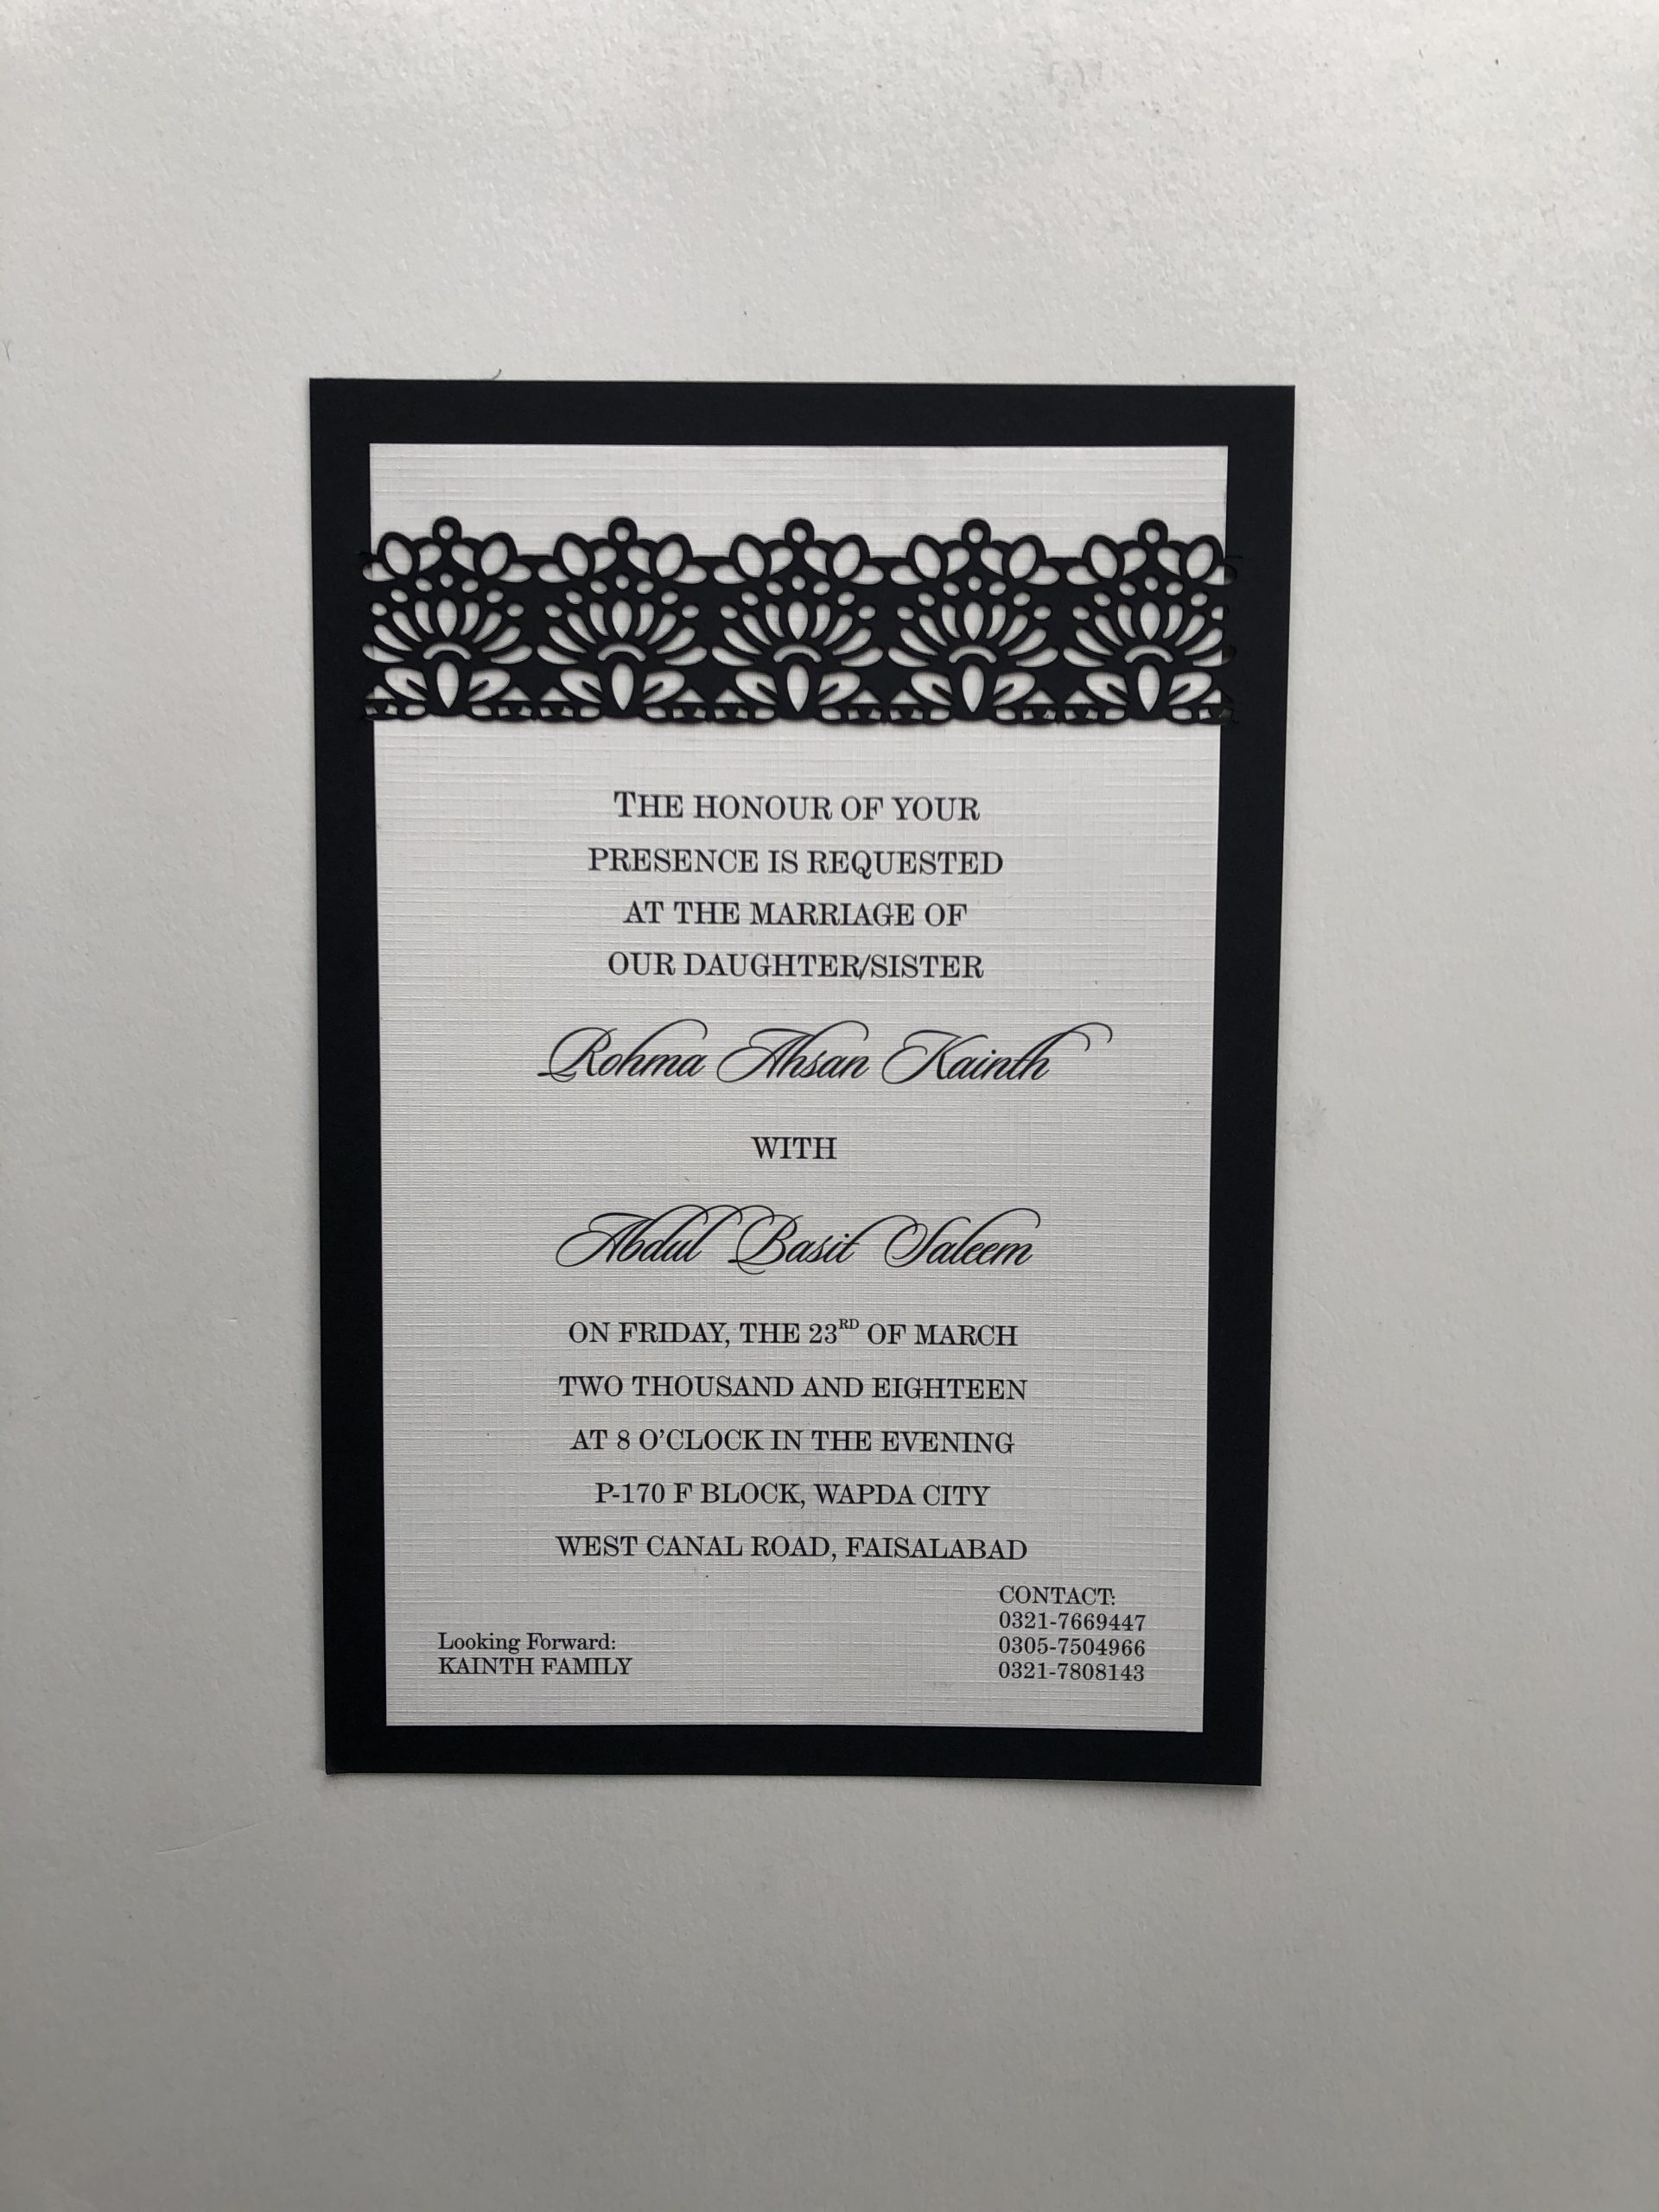 THE HONOUR OF YOUR
PRESENCE IS REQUESTED
AT THE MARRIAGE OF
OUR DAUGHTER/SISTER
Rohma Ahsan Kainth
WITH
Abdul Basit Saleem
ON FRIDAY, THE 23RD OF MARCH
TWO THOUSAND AND EIGHTEEN
AT 8 O'CLOCK IN THE EVENING
P-170 F BLOCK, WAPDA CITY
WEST CANAL ROAD, FAISALABAD
Looking Forward:
KAINTH FAMILY
CONTACT:
0321-7669447
0305-7504966
0321-7808143